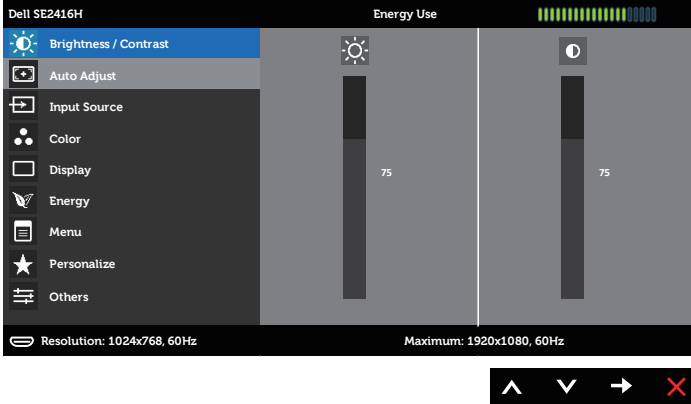 Dell SE2416H Energy Use
Brightness / Contrast
Auto Adjust
Input Source
Color
Display 75 75
Energy
Menu
Personalize
Others
Resolution: 1024x768, 60Hz Maximum: 1920x1080, 60Hz